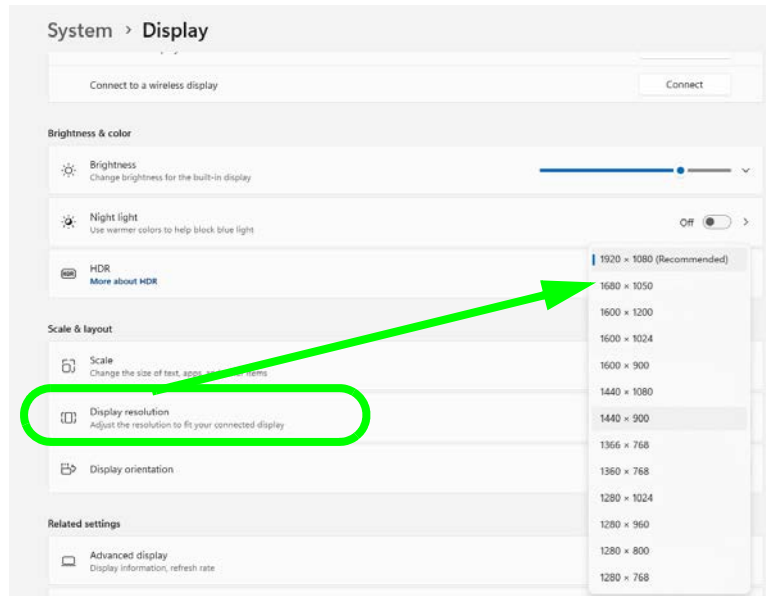 System > Display
Connect to a wireless display
Connect
Brightness & color
Brightness
Change brightness for the built-in display
Night light
Use warmer colors to help block blue light
Off
HDR
HDR
More about HDR
Scale & layout
Scale
Change the size of text, apps, items
Display resolution
Adjust the resolution to fit your connected display
Display orientation
Related settings
Advanced display
Display information, refresh rate
1920 × 1080 (Recommended)
1680 × 1050
1600 × 1200
1600 × 1024
1600 × 900
1440 × 1080
1440 × 900
1366 × 768
1360 × 768
1280 × 1024
1280 × 960
1280 × 800
1280 × 768